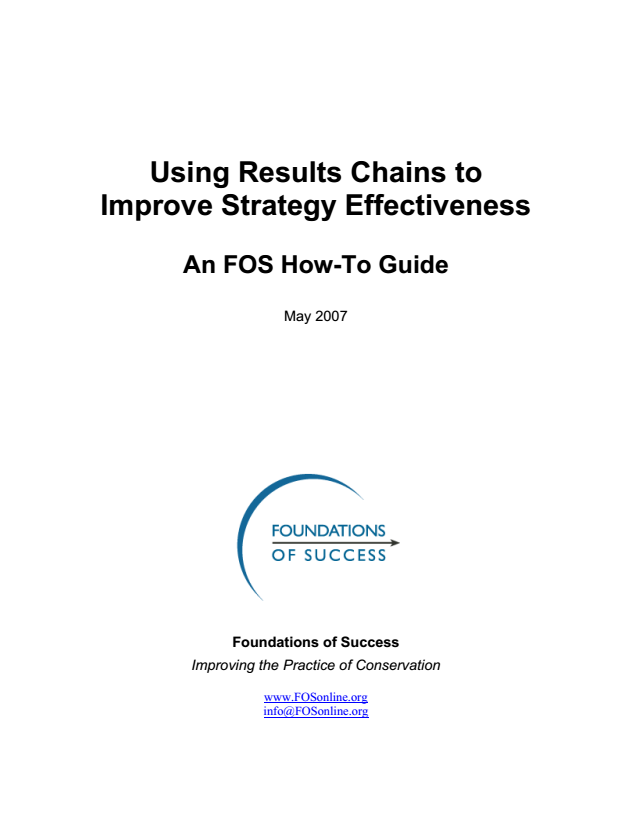 Using Results Chains to
Improve Strategy Effectiveness
An FOS How-To Guide
May 2007
FOUNDATIONS
OF SUCCESS
Foundations of Success
Improving the Practice of Conservation
www.FOSonline.org
info@FOSonline.org